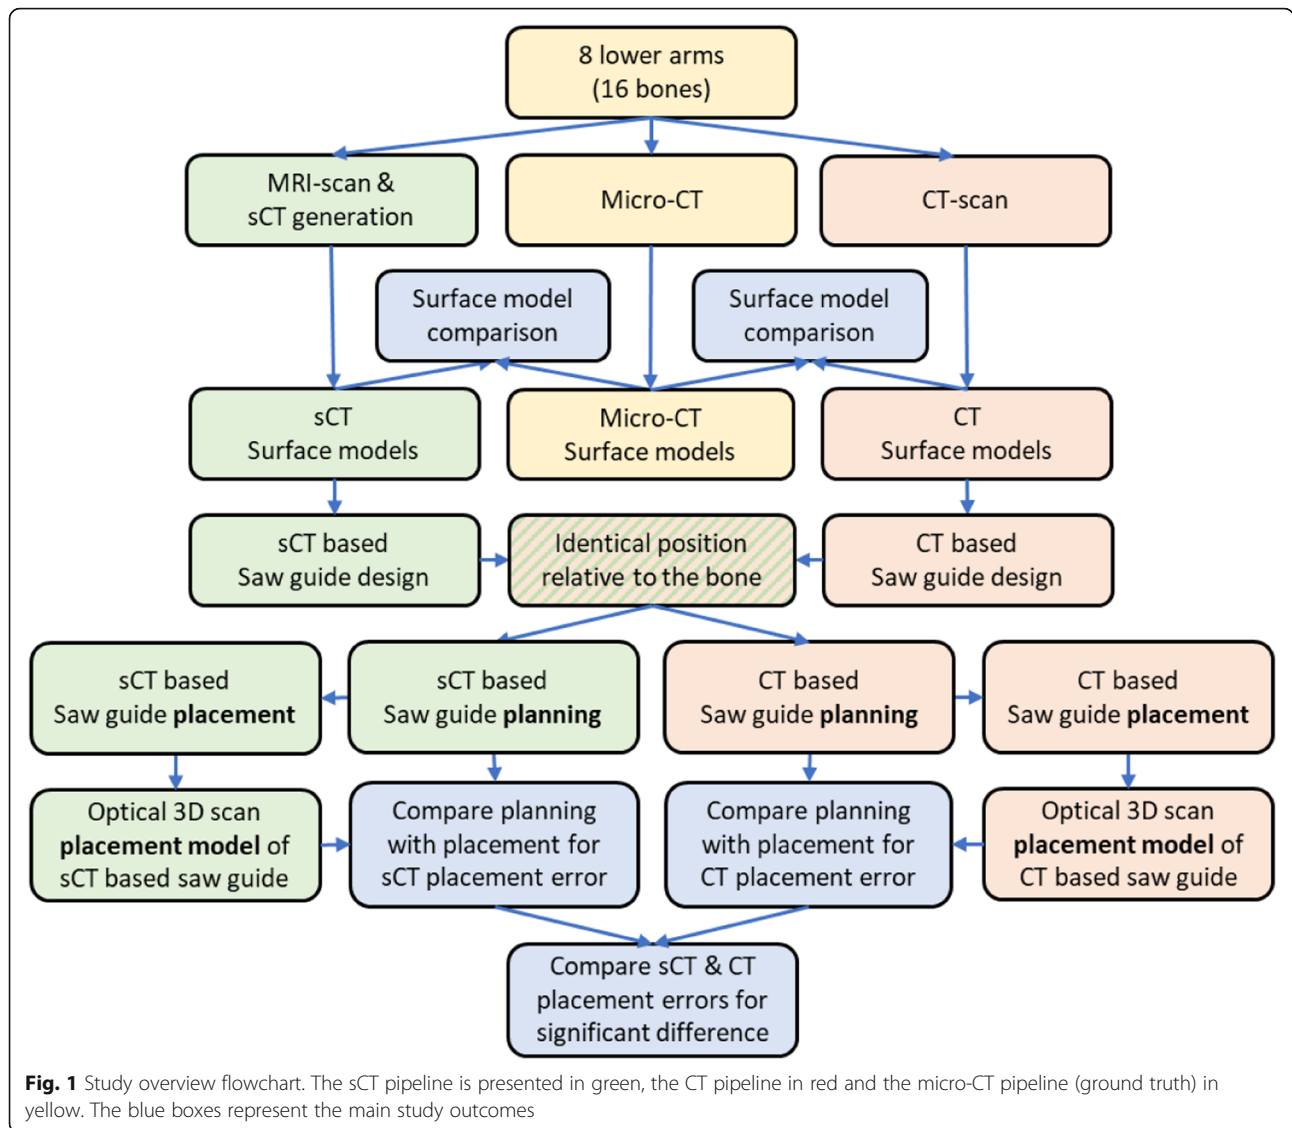 8 lower arms
(16 bones)
MRI-scan &
sCT generation
Micro-CT
CT-scan
Surface model
comparison
Surface model
comparison
sCT
Surface models
Micro-CT
Surface models
CT
Surface models
sCT based
Saw guide design
Identical position
relative to the bone
CT based
Saw guide design
sCT based
Saw guide placement
sCT based
Saw guide planning
CT based
Saw guide planning
CT based
Saw guide placement
Optical 3D scan
placement model of
sCT based saw guide
Compare planning
with placement for
sCT placement error
Compare planning
with placement for
CT placement error
Optical 3D scan
placement model of
CT based saw guide
Compare sCT & CT
placement errors for
significant difference
Fig. 1 Study overview flowchart. The sCT pipeline is presented in green, the CT pipeline in red and the micro-CT pipeline (ground truth) in
yellow. The blue boxes represent the main study outcomes